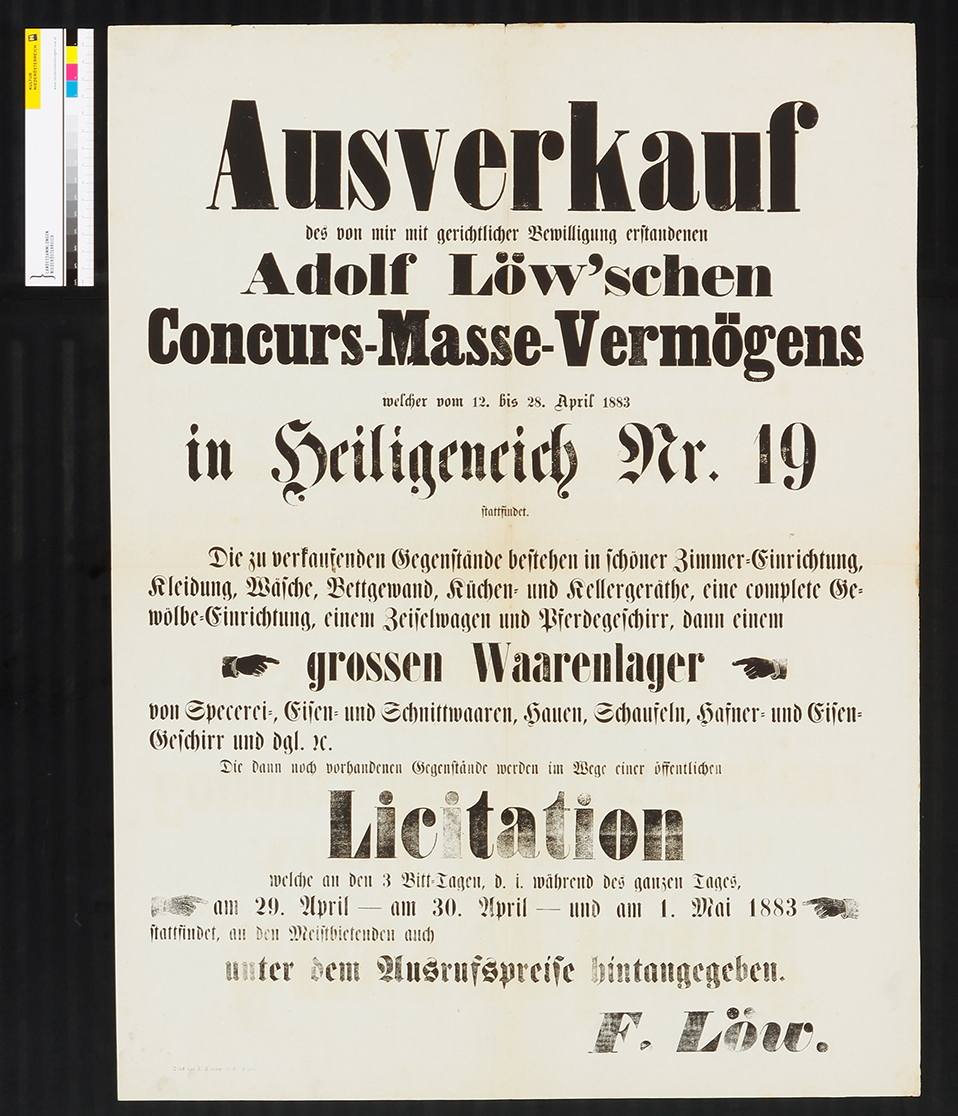 KULTUR
NIEDERÖSTERREICH
LANDESSAMMLUNGEN
NIEDERÖSTERREICH
Ausverkauf
des von mir mit gerichtlicher Bewilligung erstandenen
Adolf Löw'schen
Concurs-Masse-Vermögens
welcher vom 12. bis 28. April 1883
in Heiligeneich Nr. 19
stattfindet.
Die zu verkaufenden Gegenstände bestehen in schöner Zimmer-Einrichtung,
Kleidung, Wäsche, Bettgewand, Küchen- und Kellergeräthe, eine complete Ge-
wölbe-Einrichtung, einem Zeiselwagen und Pferdegeschirr, dann einem
grossen Waarenlager
von Specerei-, Eisen- und Schnittwaaren, Hauen, Schaufeln, Hafner- und Eisen-
Geschirr und dgl. ꝛc.
Die dann noch vorhandenen Gegenstände werden im Wege einer öffentlichen
Licitation
welche an den 3 Bitt-Tagen, d. i. während des ganzen Tages,
am 29. April — am 30. April — und am 1. Mai 1883
stattfindet, an den Meistbietenden auch
unter dem Ausrufspreise hintangegeben.
F. Löw.